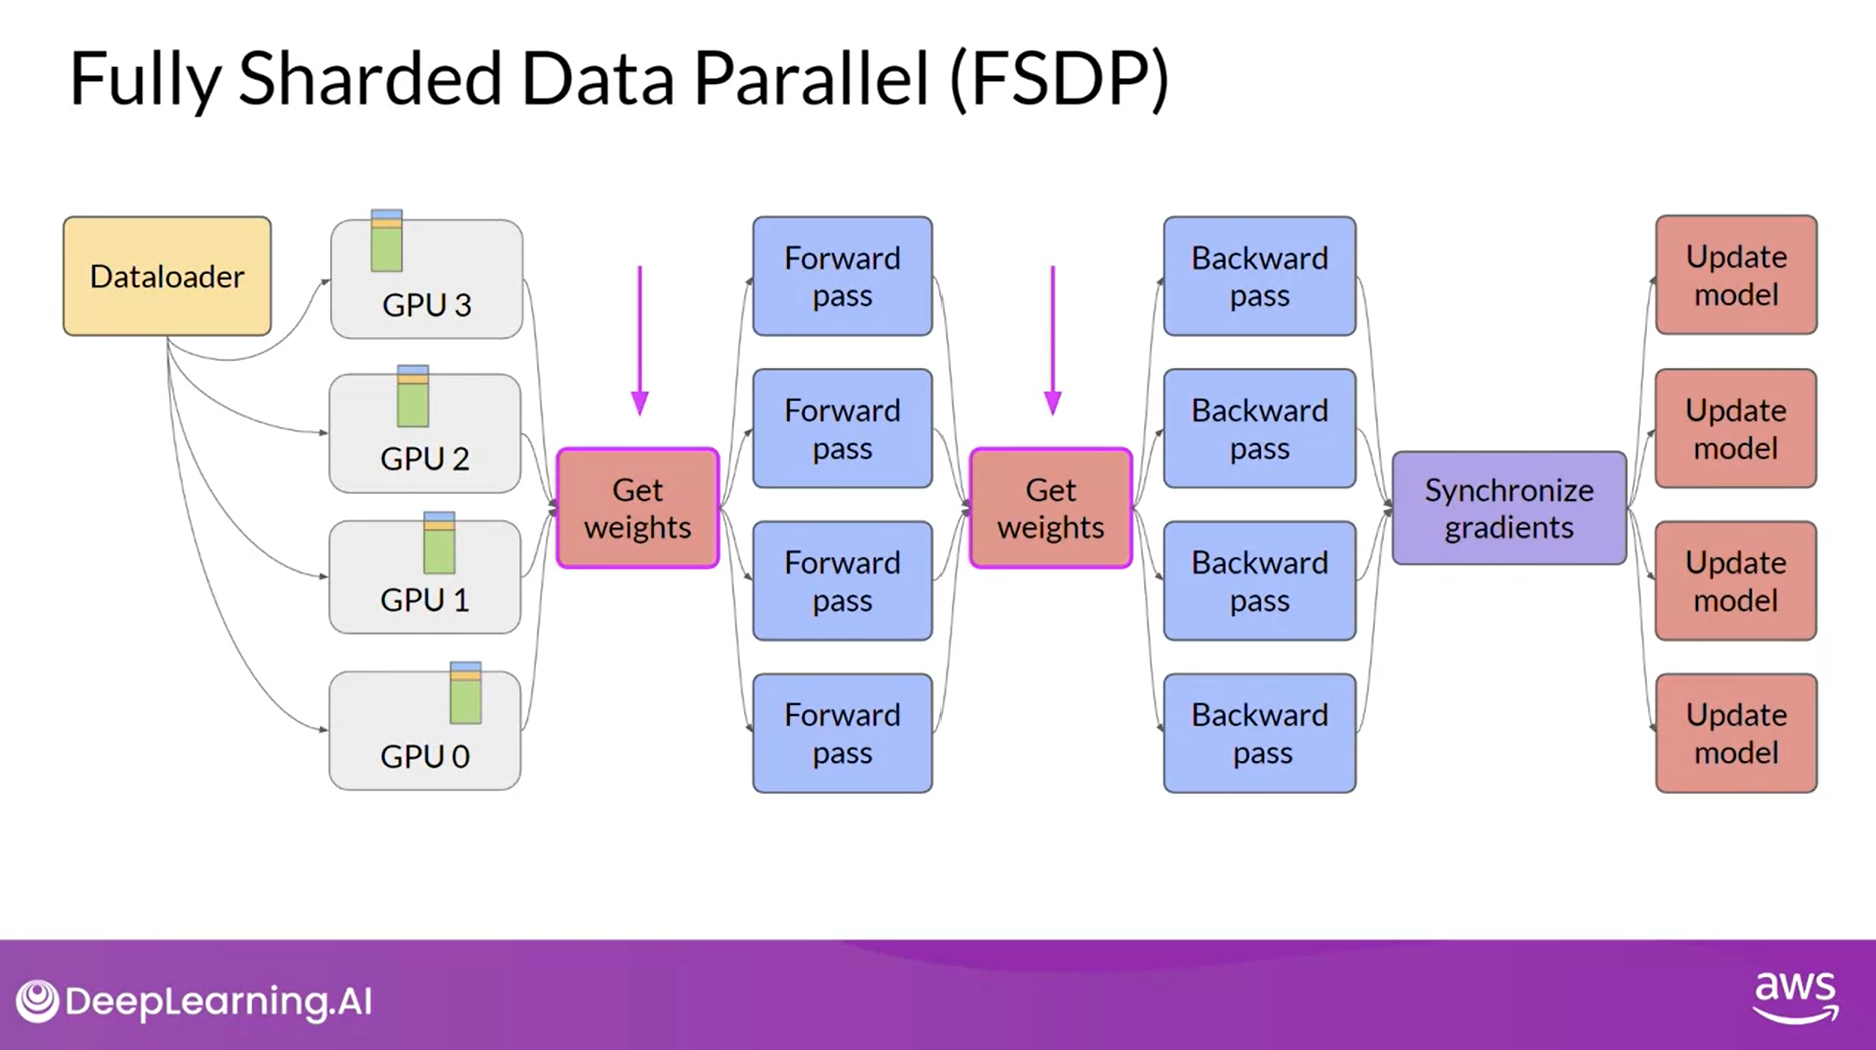 Fully Sharded Data Parallel (FSDP)
Dataloader
GPU 3
GPU 2
GPU 1
GPU 0
Get
weights
Forward
pass
Forward
pass
Forward
pass
Forward
pass
Get
weights
Backward
pass
Backward
pass
Backward
pass
Backward
pass
Synchronize
gradients
Update
model
Update
model
Update
model
Update
model
DeepLearning.AI
aws